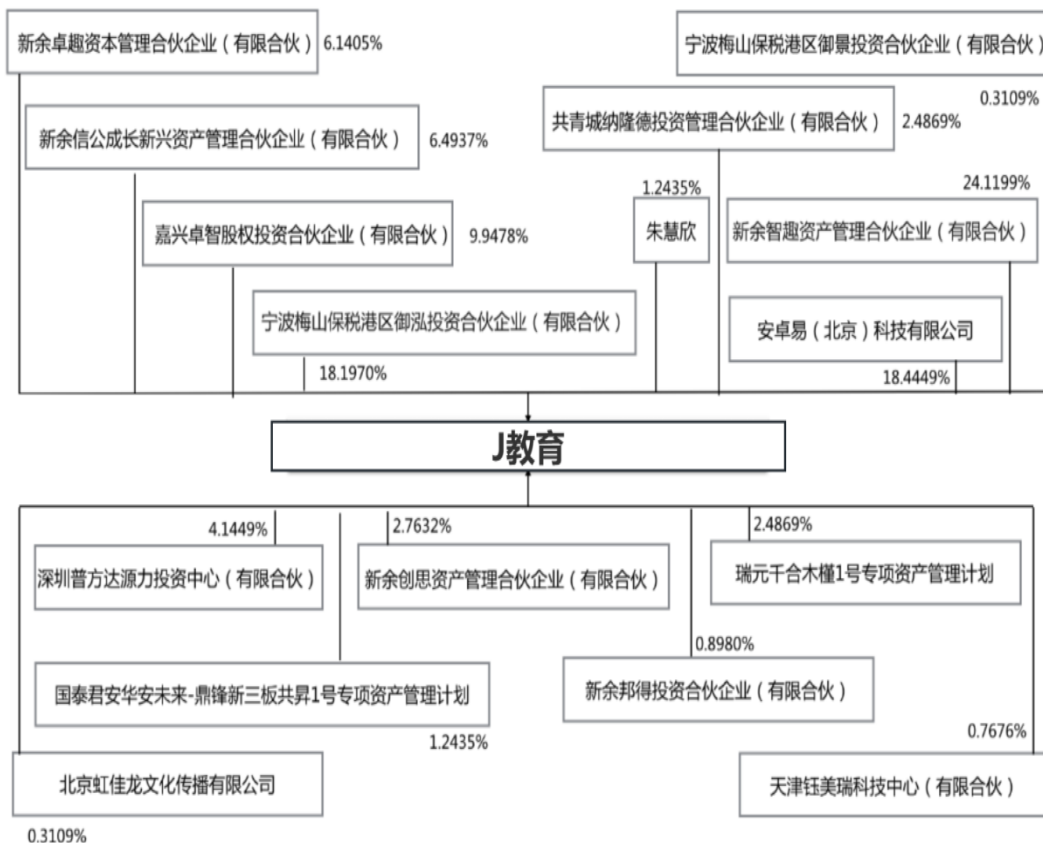 新余卓趣资本管理合伙企业（有限合伙）
6.1405%
宁波梅山保税港区御景投资合伙企业（有限合伙）
0.3109%
新余信公成长新兴资产管理合伙企业（有限合伙）
6.4937%
共青城纳隆德投资管理合伙企业（有限合伙）
2.4869%
嘉兴卓智股权投资合伙企业（有限合伙）
9.9478%
1.2435%
朱慧欣
24.1199%
新余智趣资产管理合伙企业（有限合伙）
宁波梅山保税港区御泓投资合伙企业（有限合伙）
18.1970%
安卓易（北京）科技有限公司
18.4449%
J教育
4.1449%
深圳普方达源力投资中心（有限合伙）
2.7632%
新余创思资产管理合伙企业（有限合伙）
2.4869%
瑞元千合木槿1号专项资产管理计划
国泰君安华安未来-鼎锋新三板共昇1号专项资产管理计划
1.2435%
0.8980%
新余邦得投资合伙企业（有限合伙）
北京虹佳龙文化传播有限公司
0.3109%
0.7676%
天津钰美瑞科技中心（有限合伙）